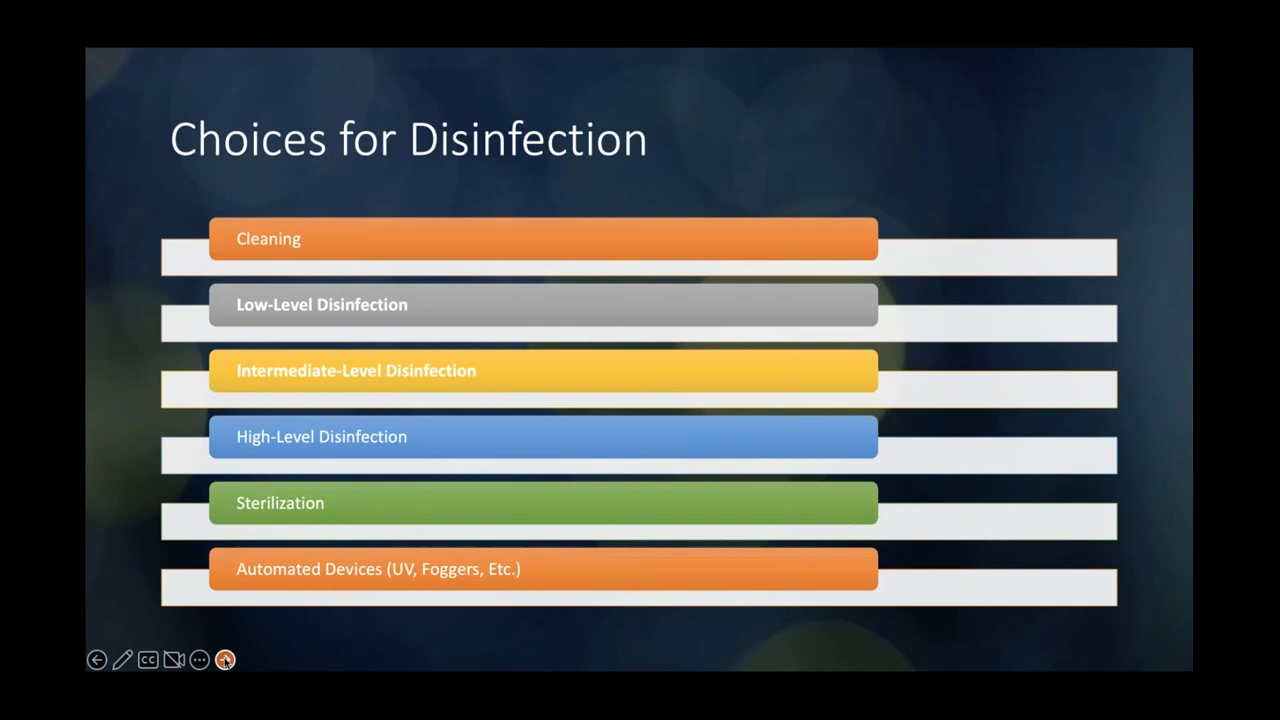 Choices for Disinfection
Cleaning
Low-Level Disinfection
Intermediate-Level Disinfection
High-Level Disinfection
Sterilization
Automated Devices (UV, Foggers, Etc.)
CC